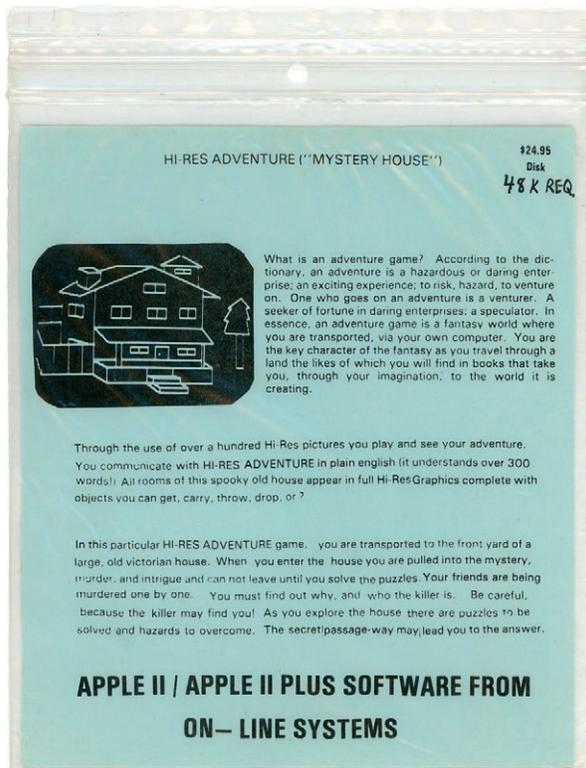 HI-RES ADVENTURE (''MYSTERY HOUSE'')
$24.95
Disk
48 K REQ.
What is an adventure game? According to the dic-
tionary, an adventure is a hazardous or daring enter-
prise; an exciting experience; to risk, hazard, to venture
on. One who goes on an adventure is a venturer. A
seeker of fortune in daring enterprises; a speculator. In
essence, an adventure game is a fantasy world where
you are transported, via your own computer. You are
the key character of the fantasy as you travel through a
land the likes of which you will find in books that take
you, through your imagination, to the world it is
creating.
Through the use of over a hundred Hi-Res pictures you play and see your adventure.
You communicate with HI-RES ADVENTURE in plain english (it understands over 300
words!) All rooms of this spooky old house appear in full Hi-Res Graphics complete with
objects you can get, carry, throw, drop, or ?
In this particular HI-RES ADVENTURE game, you are transported to the front yard of a
large, old victorian house. When you enter the house you are pulled into the mystery,
murder, and intrigue and can not leave until you solve the puzzles. Your friends are being
murdered one by one. You must find out why, and who the killer is. Be careful,
because the killer may find you! As you explore the house there are puzzles to be
solved and hazards to overcome. The secret passage-way may lead you to the answer.
APPLE II / APPLE II PLUS SOFTWARE FROM
ON– LINE SYSTEMS